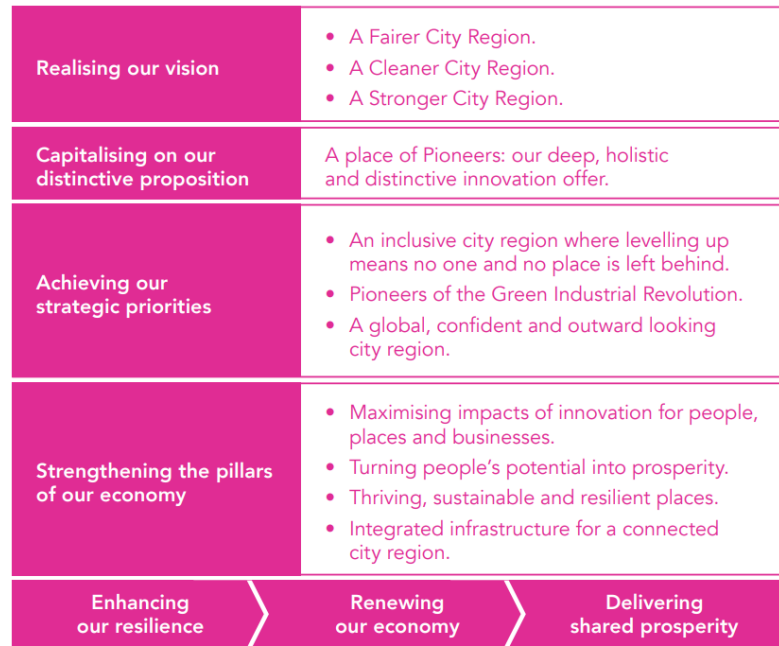 Realising our vision
• A Fairer City Region.
• A Cleaner City Region.
• A Stronger City Region.
Capitalising on our
distinctive proposition
A place of Pioneers: our deep, holistic
and distinctive innovation offer.
Achieving our
strategic priorities
• An inclusive city region where levelling up
means no one and no place is left behind.
• Pioneers of the Green Industrial Revolution.
• A global, confident and outward looking
city region.
Strengthening the pillars
of our economy
• Maximising impacts of innovation for people,
places and businesses.
• Turning people’s potential into prosperity.
• Thriving, sustainable and resilient places.
• Integrated infrastructure for a connected
city region.
Enhancing
our resilience
Renewing
our economy
Delivering
shared prosperity